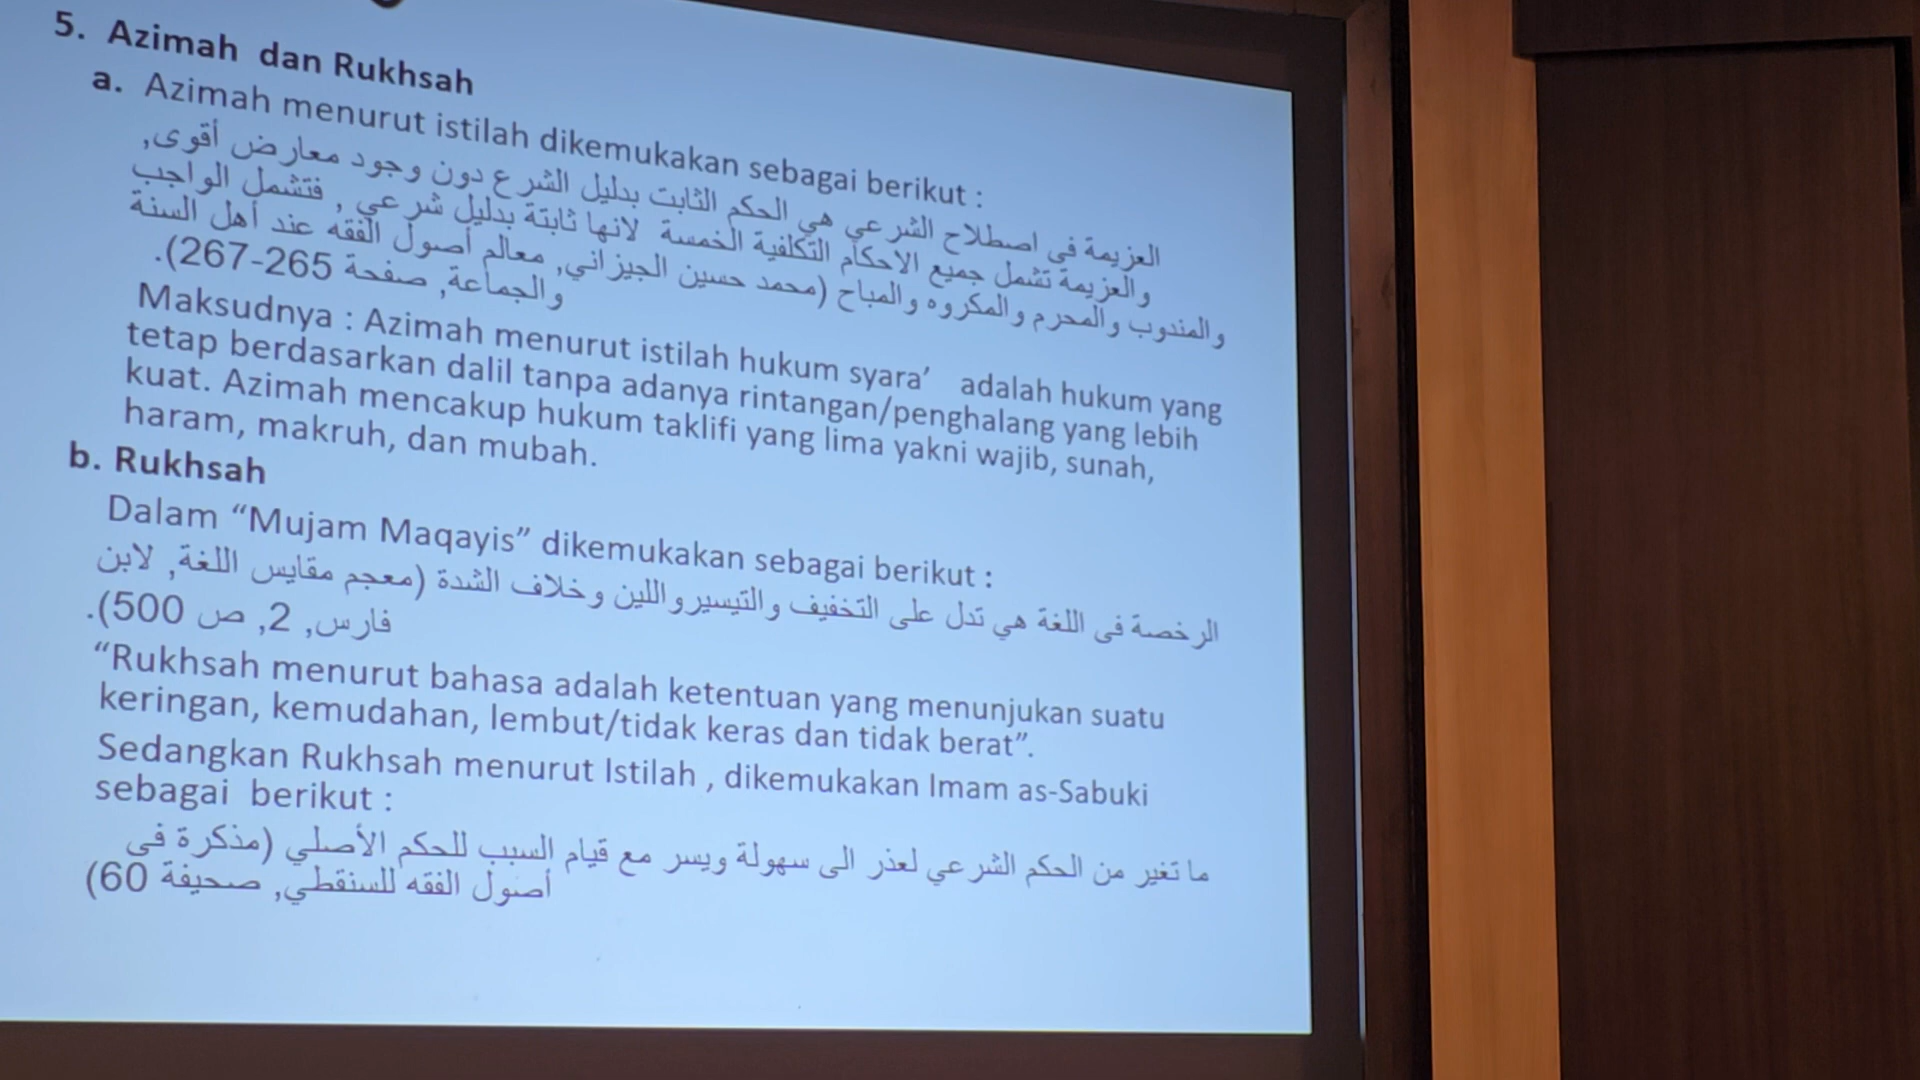 5. Azimah dan Rukhsah
a. Azimah menurut istilah dikemukakan sebagai berikut :
العزيمة في اصطلاح الشرعي هي الحكم الثابت بدليل الشرع دون وجود معارض أقوى,
والعزيمة تشمل جميع الاحكام التكلفية الخمسة لانها ثابتة بدليل شرعي , فتشمل الواجب
والمندوب والمحرم والمكروه والمباح (محمد حسين الجيزاني, معالم أصول الفقه عند أهل السنة
والجماعة, صفحة 265-267).
Maksudnya : Azimah menurut istilah hukum syara’ adalah hukum yang
tetap berdasarkan dalil tanpa adanya rintangan/penghalang yang lebih
kuat. Azimah mencakup hukum taklifi yang lima yakni wajib, sunah,
haram, makruh, dan mubah.
b. Rukhsah
Dalam “Mujam Maqayis” dikemukakan sebagai berikut :
الرخصة في اللغة هي تدل على التخفيف والتيسير واللين وخلاف الشدة (معجم مقايس اللغة, لابن
فارس, 2, ص 500).
“Rukhsah menurut bahasa adalah ketentuan yang menunjukan suatu
keringan, kemudahan, lembut/tidak keras dan tidak berat”.
Sedangkan Rukhsah menurut Istilah , dikemukakan Imam as-Sabuki
sebagai berikut :
ما تغير من الحكم الشرعي لعذر الى سهولة ويسر مع قيام السبب للحكم الأصلي (مذكرة في
أصول الفقه للسنقطي, صحيفة 60)